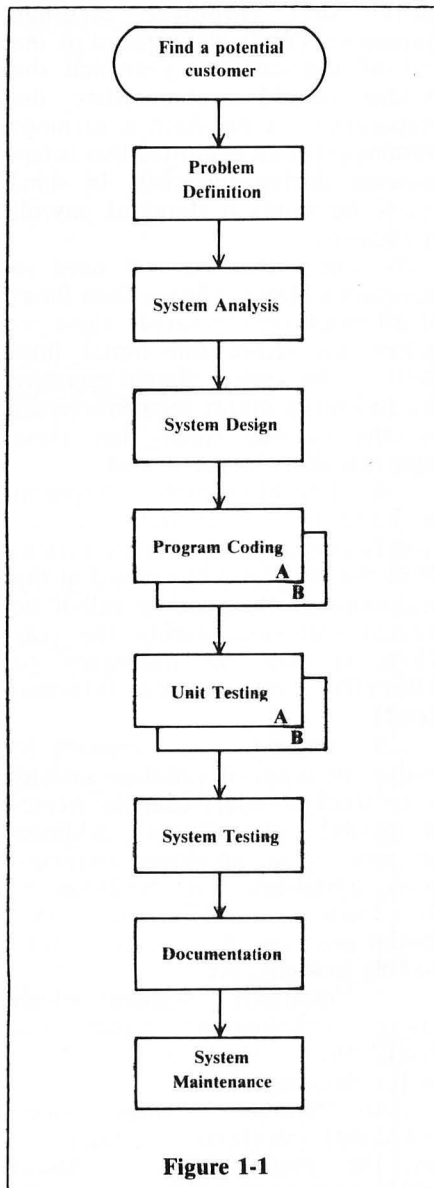 Find a potential
customer
Problem
Definition
System Analysis
System Design
Program Coding
A
B
Unit Testing
A
B
System Testing
Documentation
System
Maintenance
Figure 1-1